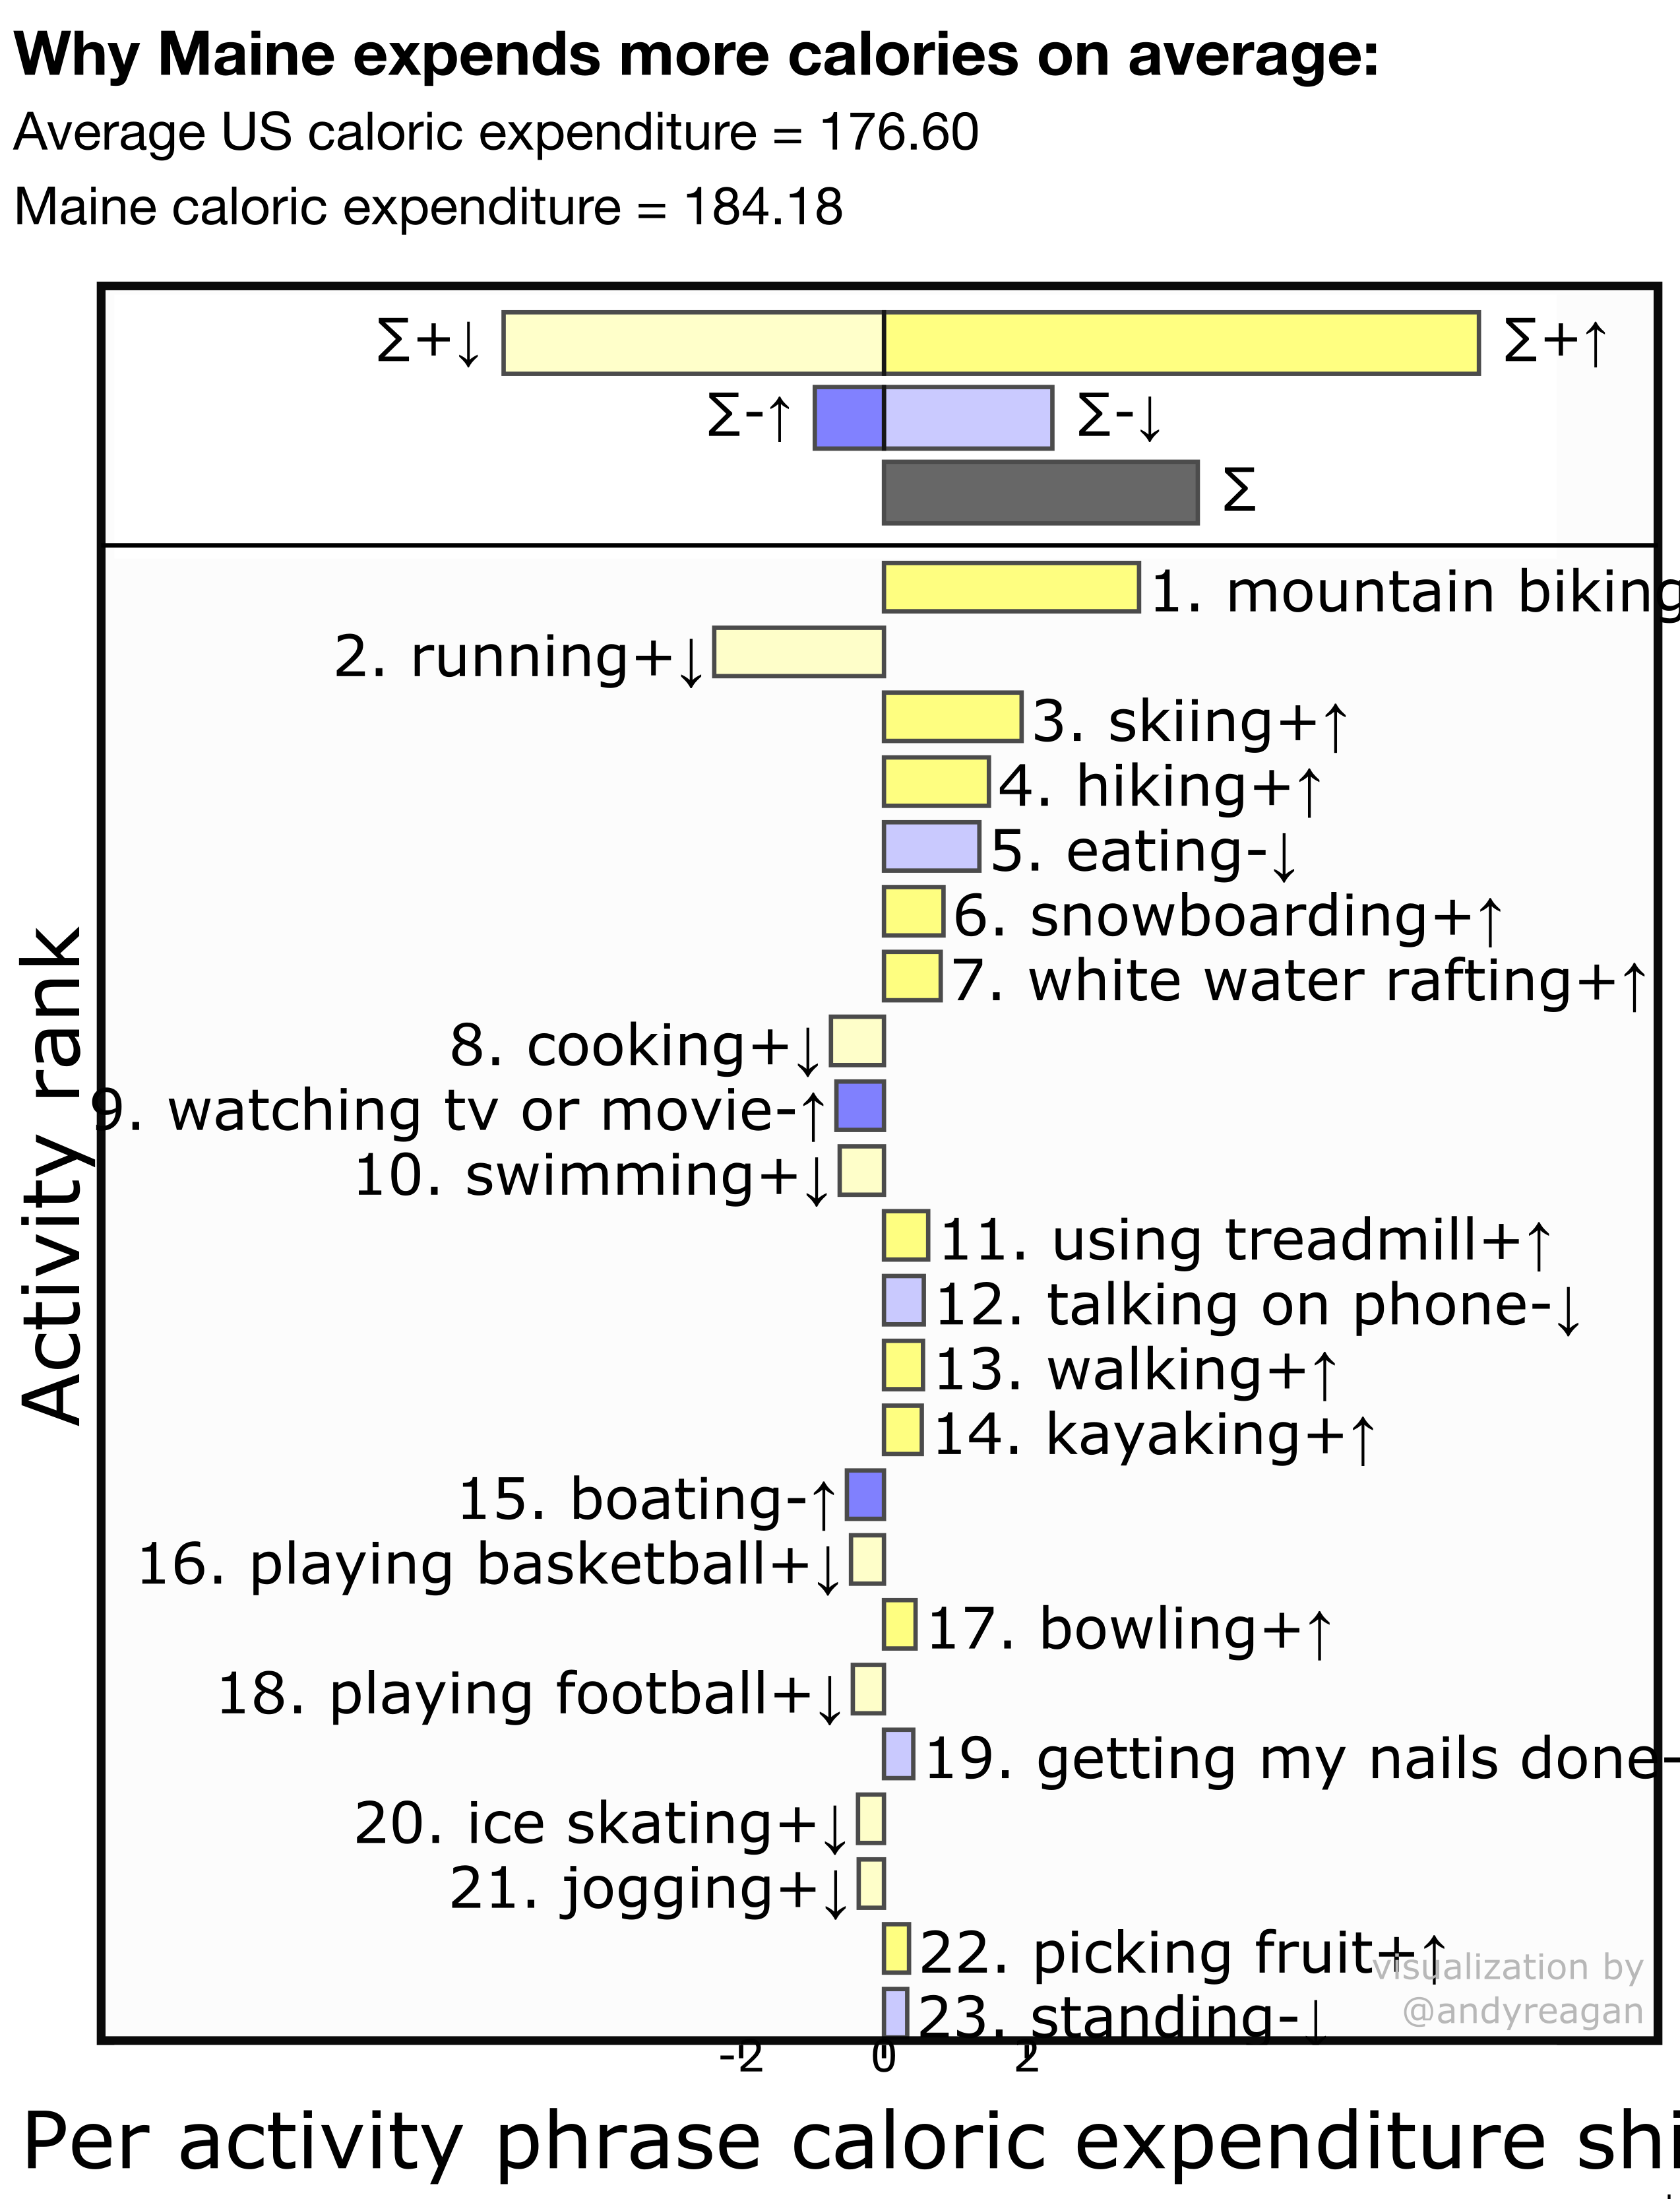 Why Maine expends more calories on average:
Average US caloric expenditure = 176.60
Maine caloric expenditure = 184.18
∑+↓
∑+↑
∑-↑
∑-↓
∑
1. mountain biking
2. running+↓
3. skiing+↑
4. hiking+↑
5. eating-↓
6. snowboarding+↑
7. white water rafting+↑
8. cooking+↓
9. watching tv or movie-↑
10. swimming+↓
11. using treadmill+↑
12. talking on phone-↓
13. walking+↑
14. kayaking+↑
15. boating-↑
16. playing basketball+↓
17. bowling+↑
18. playing football+↓
19. getting my nails done-
20. ice skating+↓
21. jogging+↓
22. picking fruit+↑
23. standing-↓
visualization by
@andyreagan
Activity rank
-2 0 2
Per activity phrase caloric expenditure shi